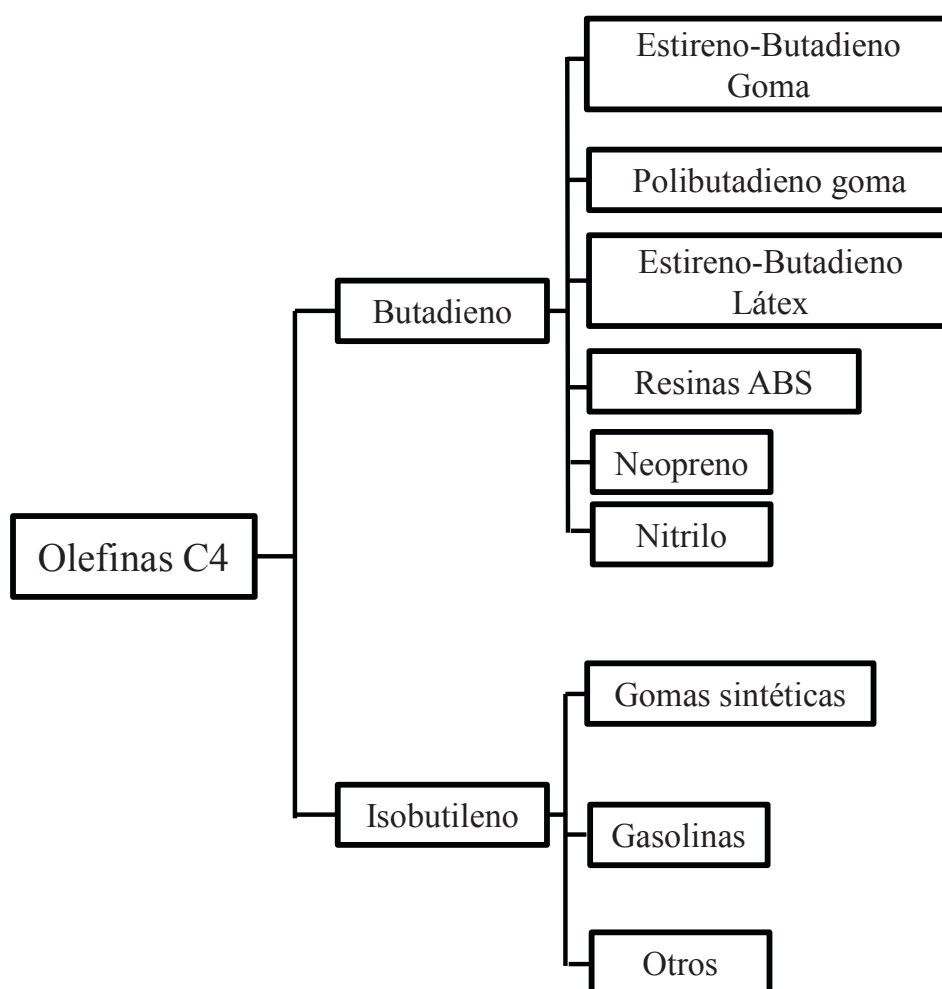 Estireno-Butadieno
Goma
Polibutadieno goma
Estireno-Butadieno
Látex
Butadieno
Resinas ABS
Neopreno
Nitrilo
Olefinas C4
Gomas sintéticas
Isobutileno
Gasolinas
Otros